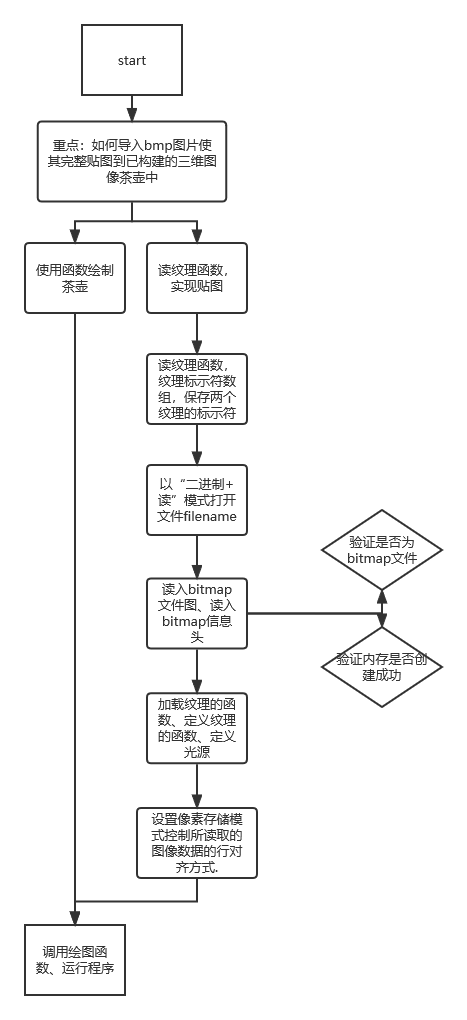 start
重点：如何导入bmp图片使
其完整贴图到已构建的三维图
像茶壶中
使用函数绘制
茶壶
读纹理函数，
实现贴图
读纹理函数，
纹理标示符数
组，保存两个
纹理的标示符
以“二进制+
读”模式打开
文件filename
验证是否为
bitmap文件
读入bitmap
文件图、读入
bitmap信息
头
验证内存是否创
建成功
加载纹理的函
数、定义纹理
的函数、定义
光源
设置像素存储模
式控制所读取的
图像数据的行对
齐方式.
调用绘图函
数、运行程序